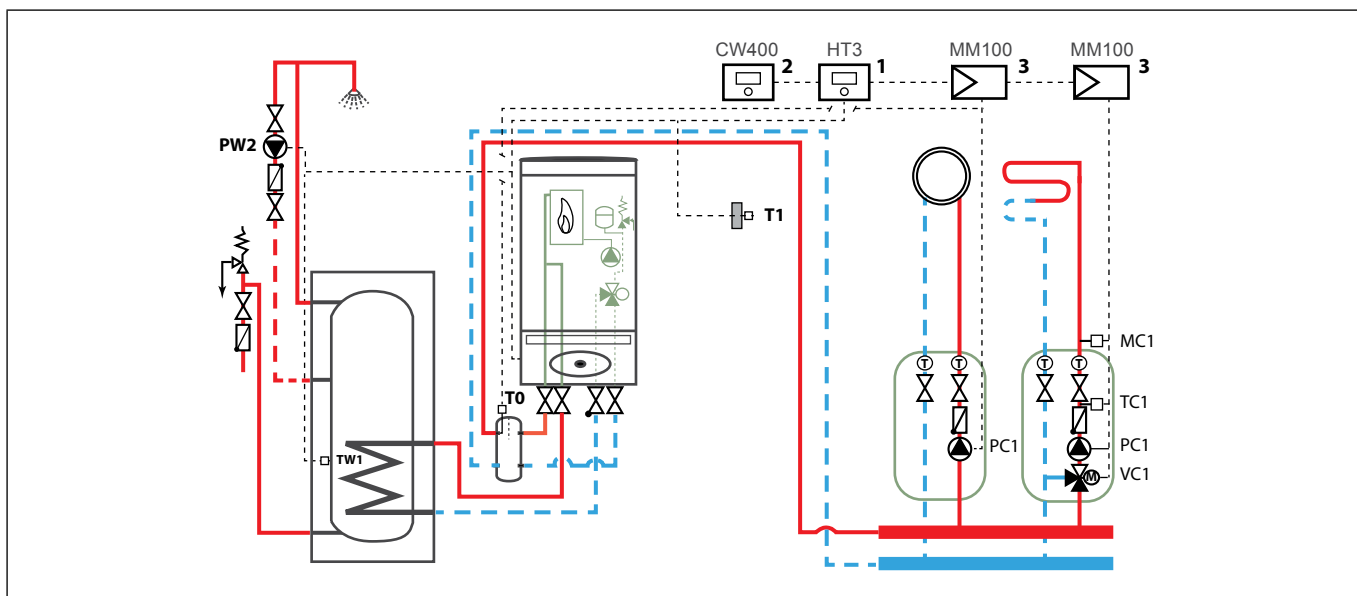 CW400 HT3 MM100 MM100
2 1 3 3
PW2
T1
T0
TW1
T T T T
MC1
TC1
PC1 PC1
M VC1